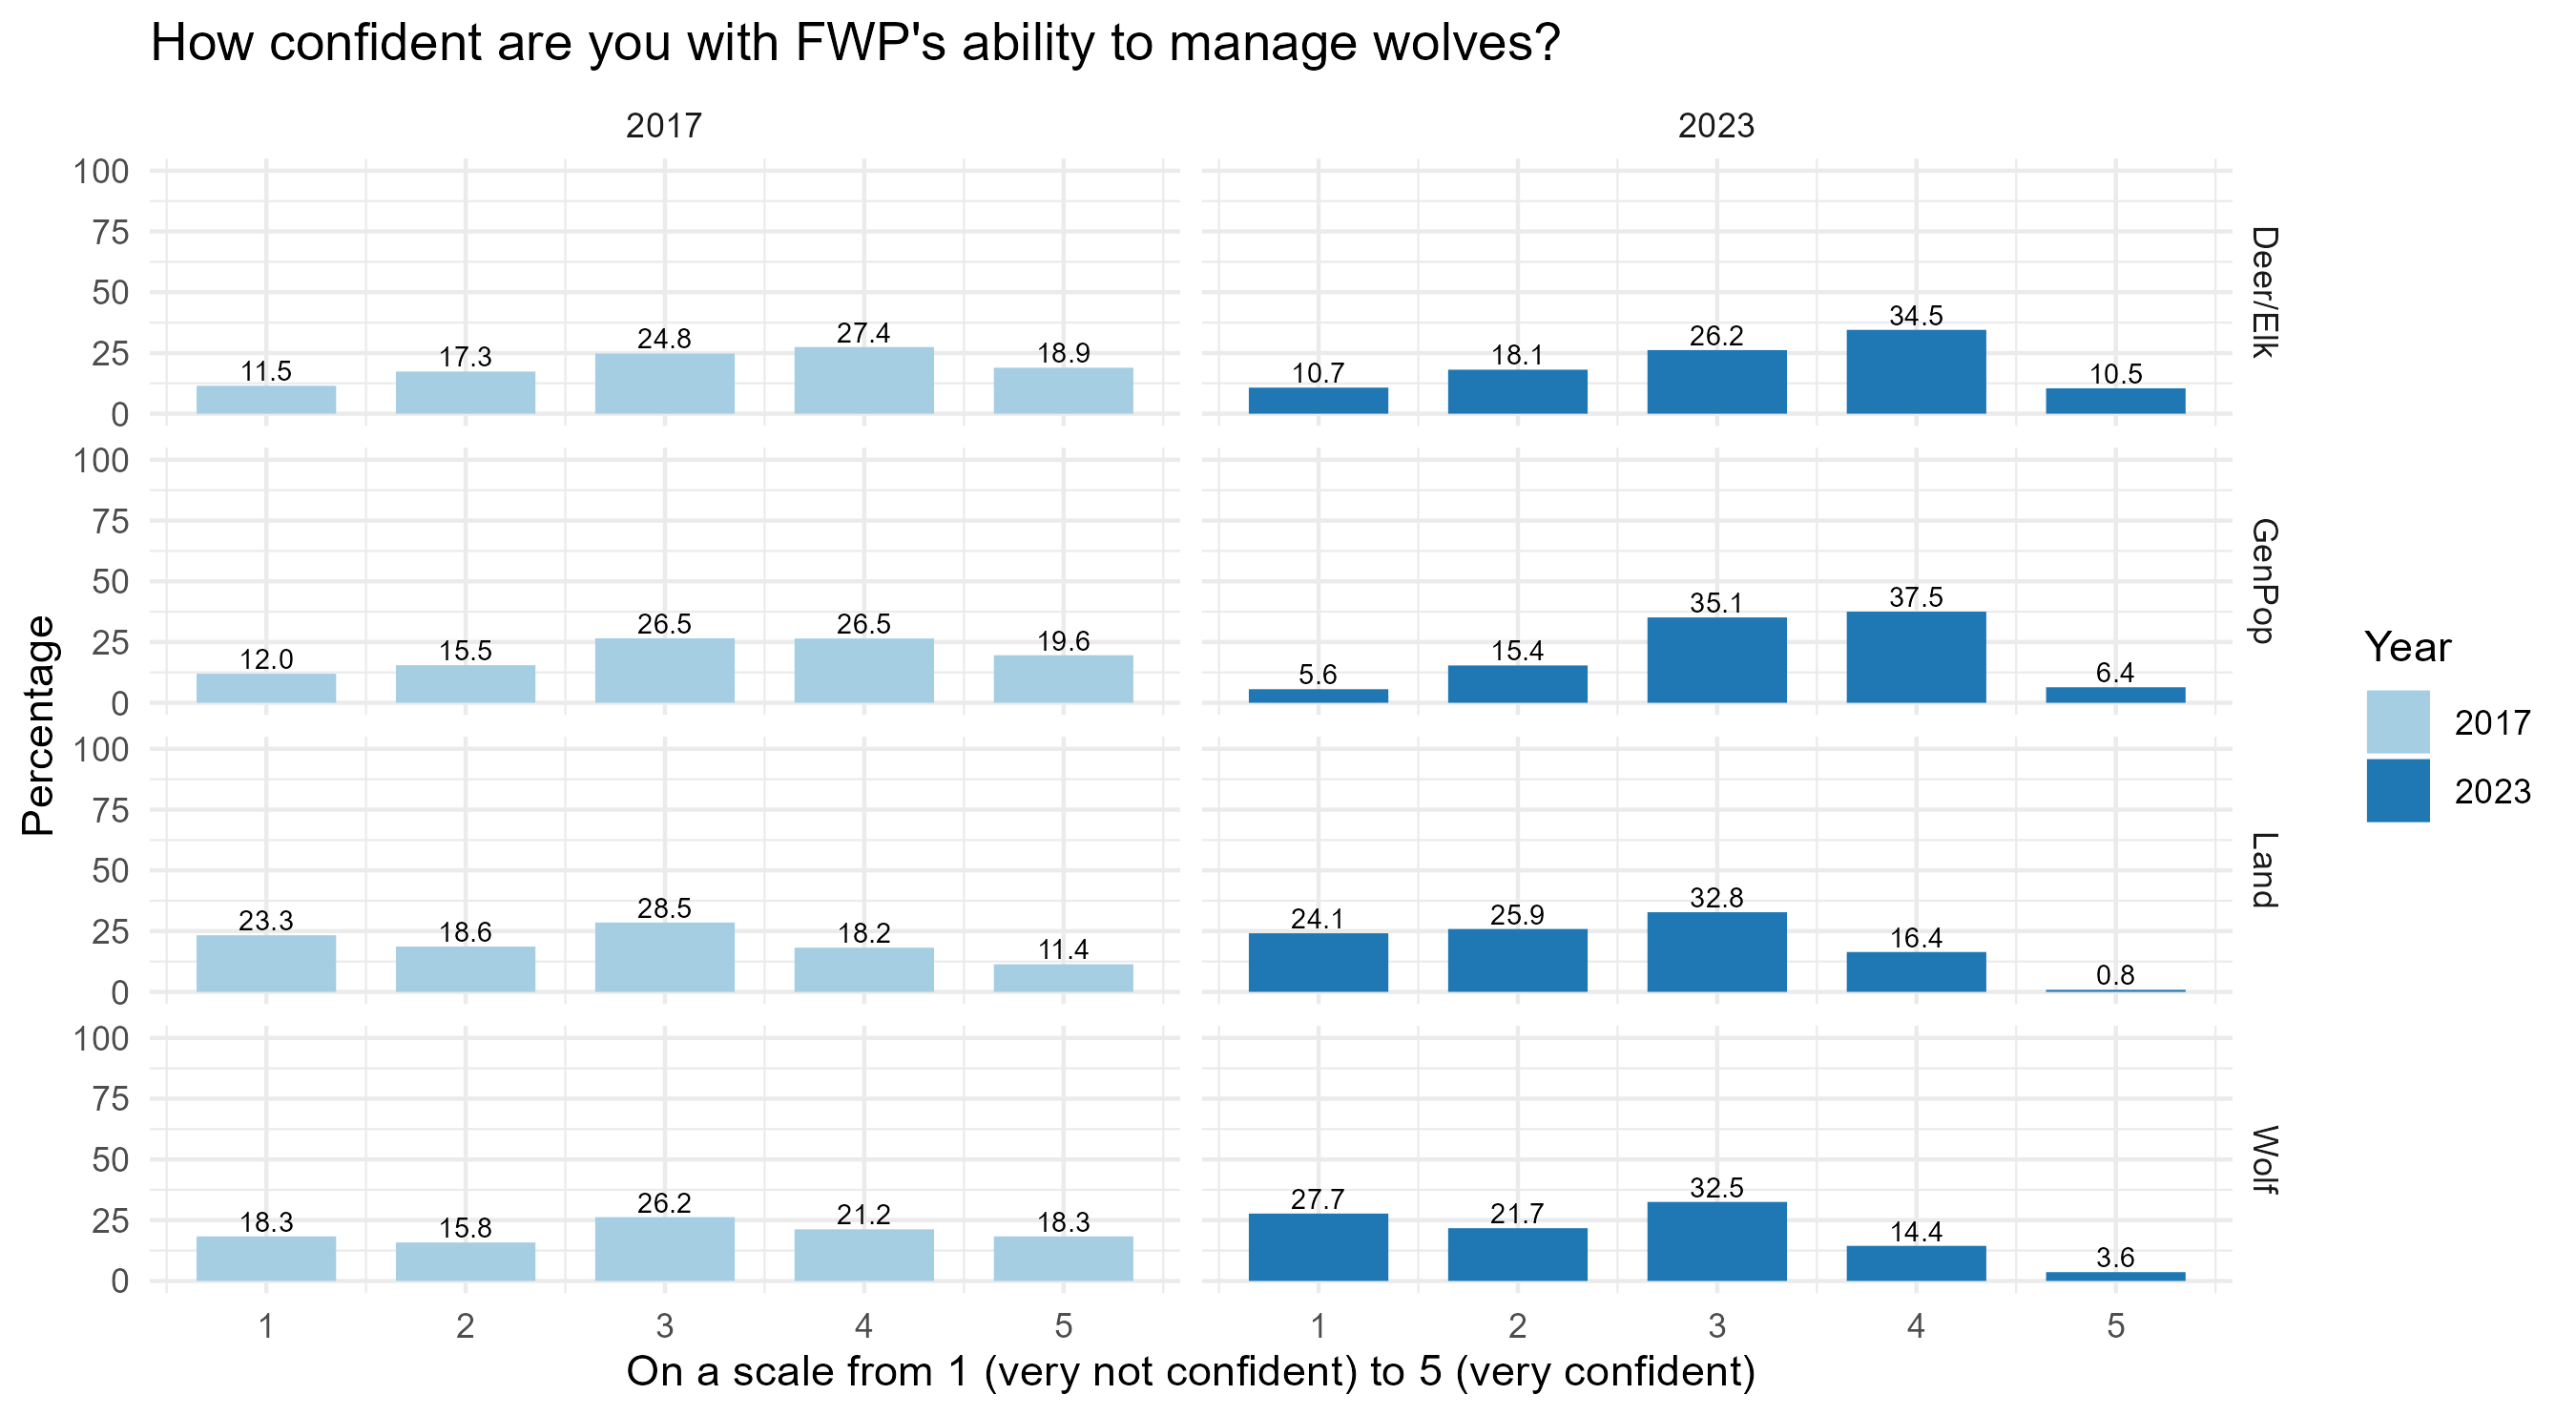 How confident are you with FWP's ability to manage wolves?
2017 2023
100
75
50
25
0
11.5 17.3 24.8 27.4 18.9
10.7 18.1 26.2 34.5 10.5
Deer/Elk
100
75
50
25
0
12.0 15.5 26.5 26.5 19.6
5.6 15.4 35.1 37.5 6.4
GenPop
100
75
50
25
0
23.3 18.6 28.5 18.2 11.4
24.1 25.9 32.8 16.4 0.8
Land
100
75
50
25
0
18.3 15.8 26.2 21.2 18.3
27.7 21.7 32.5 14.4 3.6
Wolf
1 2 3 4 5 1 2 3 4 5
On a scale from 1 (very not confident) to 5 (very confident)
Percentage
Year
2017
2023